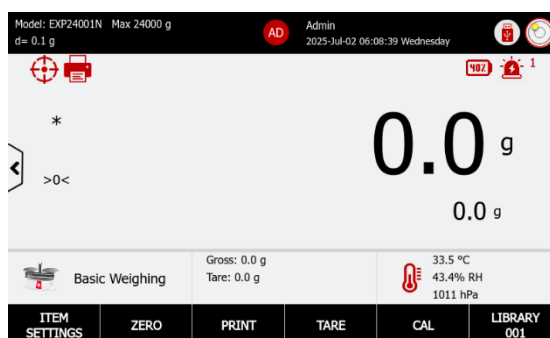 Model: EXP24001N Max 24000 g
d= 0.1 g
AD
Admin
2025-Jul-02 06:08:39 Wednesday
40%
1
*
0.0 g
>0<
0.0 g
Basic Weighing
Gross: 0.0 g
Tare: 0.0 g
33.5 ºC
43.4% RH
1011 hPa
ITEM
SETTINGS
ZERO
PRINT
TARE
CAL
LIBRARY
001